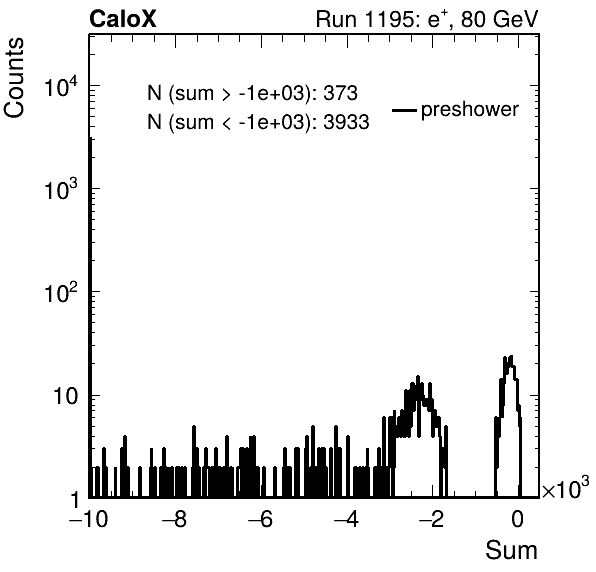 CaloX Run 1195: e⁺, 80 GeV
Counts
N (sum > -1e+03): 373
N (sum < -1e+03): 3933
preshower
10⁴
10³
10²
10
1
−10 −8 −6 −4 −2 0 ×10³
Sum